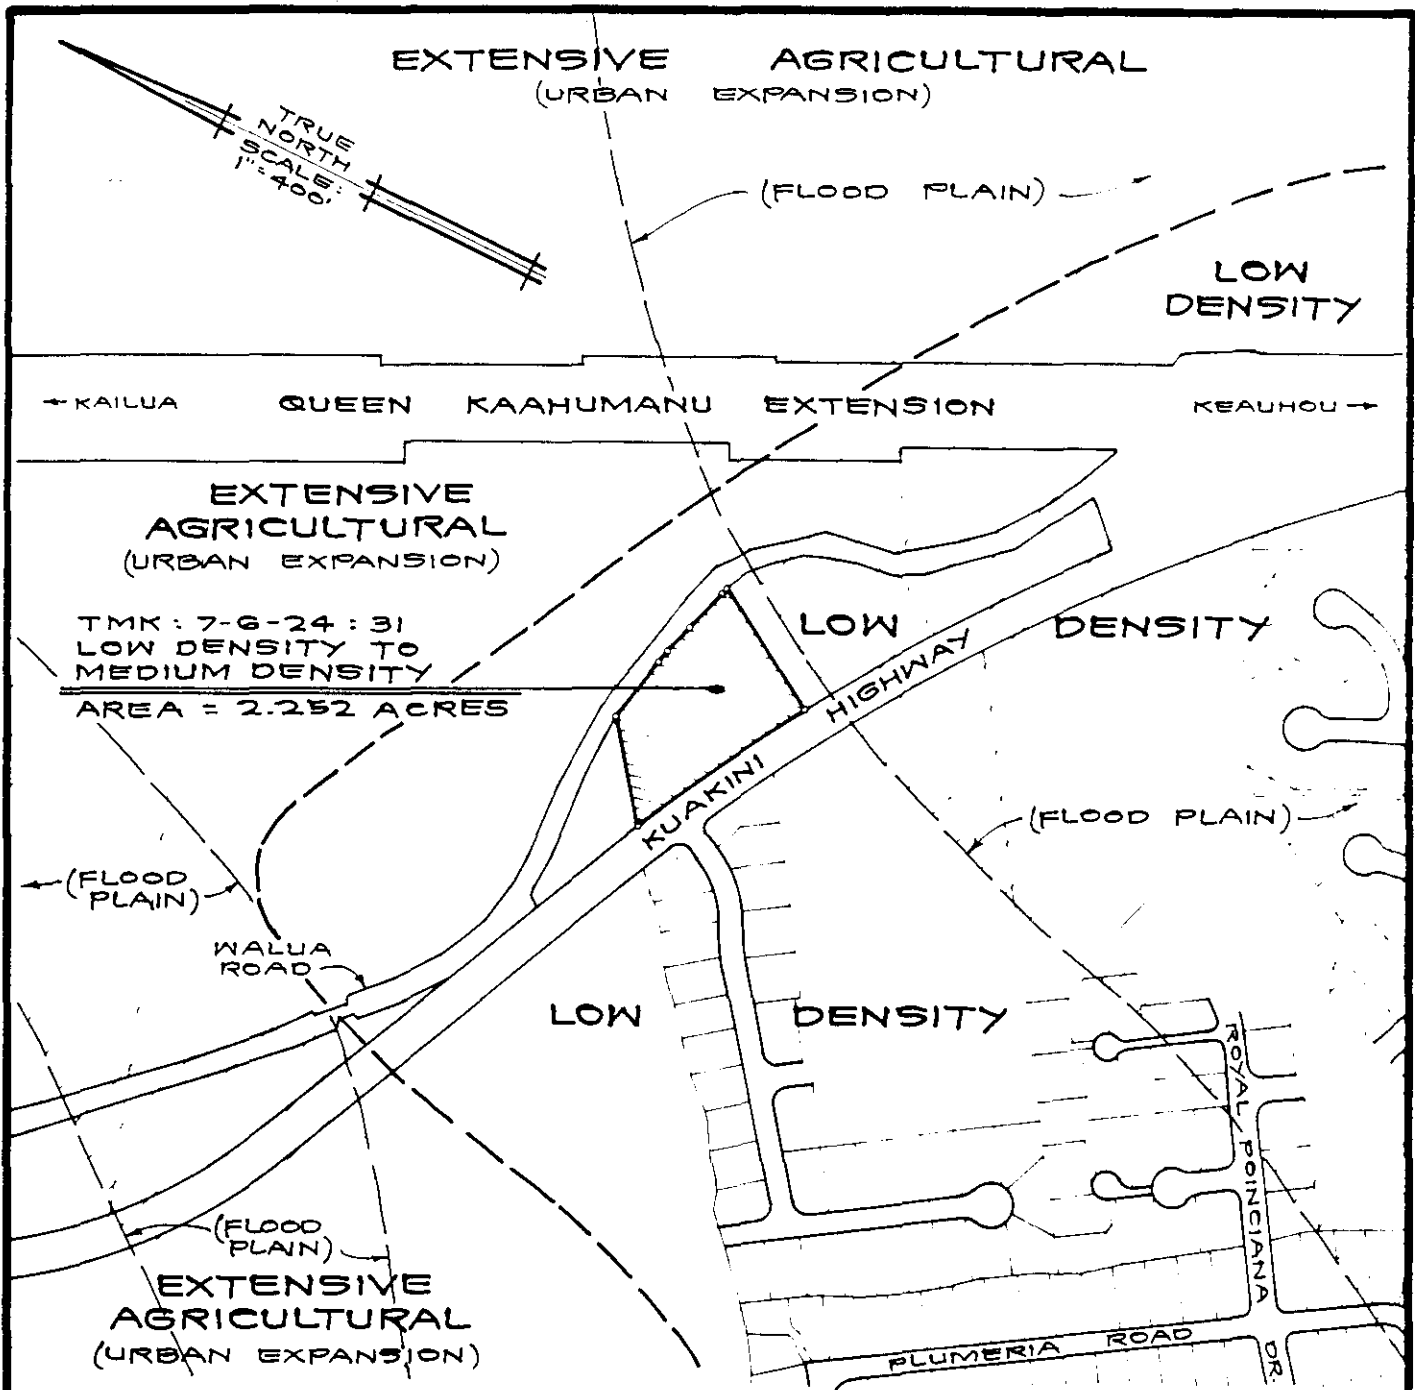 EXTENSIVE AGRICULTURAL
(URBAN EXPANSION)
TRUE
NORTH
SCALE:
1"=400'
(FLOOD PLAIN)
LOW
DENSITY
←KAILUA
QUEEN KAAHUMANU EXTENSION
KEAUHOU→
EXTENSIVE
AGRICULTURAL
(URBAN EXPANSION)
TMK: 7-6-24:31
LOW DENSITY TO
MEDIUM DENSITY
AREA = 2.252 ACRES
LOW DENSITY
KUAKINI HIGHWAY
(FLOOD PLAIN)
(FLOOD
PLAIN)
WALUA
ROAD
LOW DENSITY
ROYAL POINCIANA DR.
(FLOOD
PLAIN)
EXTENSIVE
AGRICULTURAL
(URBAN EXPANSION)
PLUMERIA ROAD